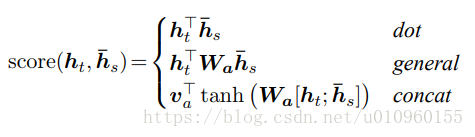 h_t^⊤ h̄_s dot
score(h_t, h̄_s) = { h_t^⊤ W_a h̄_s general
v_a^⊤ tanh (W_a[h_t; h̄_s]) concat
https://blog.csdn.net/u010960155